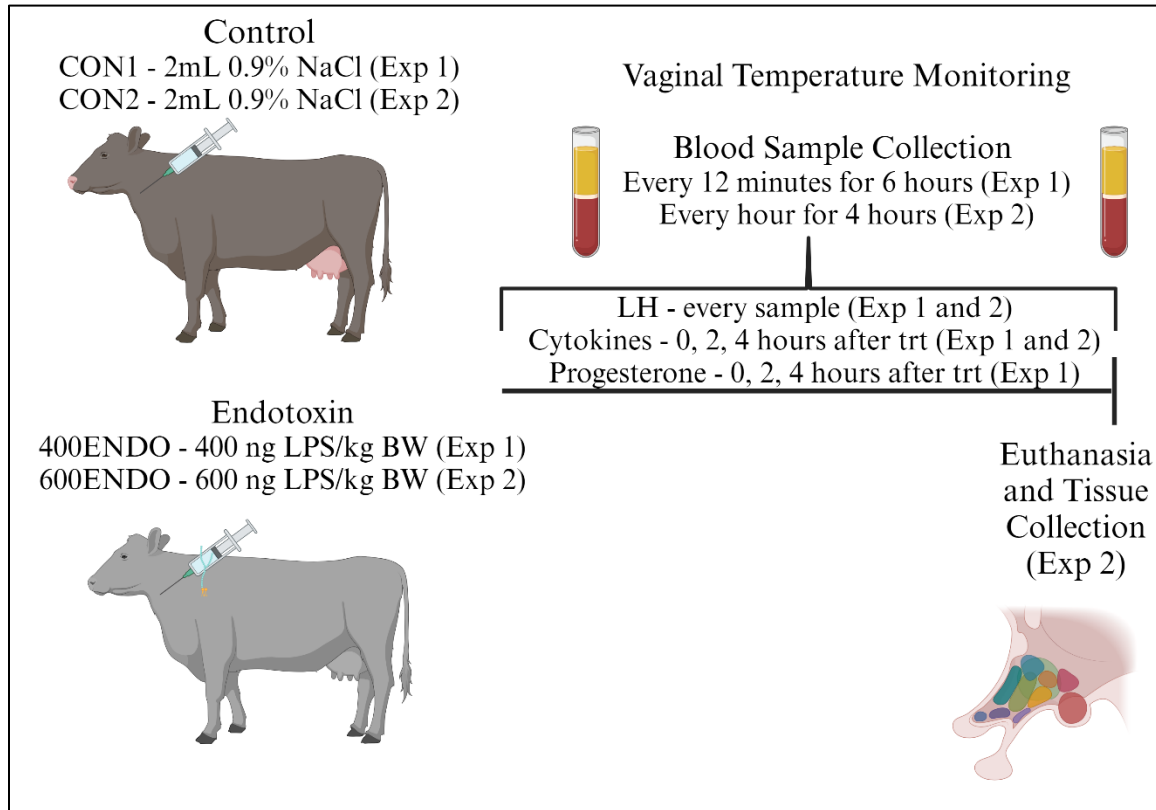 Control
CON1 - 2mL 0.9% NaCl (Exp 1)
CON2 - 2mL 0.9% NaCl (Exp 2)
Vaginal Temperature Monitoring
Blood Sample Collection
Every 12 minutes for 6 hours (Exp 1)
Every hour for 4 hours (Exp 2)
LH - every sample (Exp 1 and 2)
Cytokines - 0, 2, 4 hours after trt (Exp 1 and 2)
Progesterone - 0, 2, 4 hours after trt (Exp 1)
Endotoxin
400ENDO - 400 ng LPS/kg BW (Exp 1)
600ENDO - 600 ng LPS/kg BW (Exp 2)
Euthanasia
and Tissue
Collection
(Exp 2)